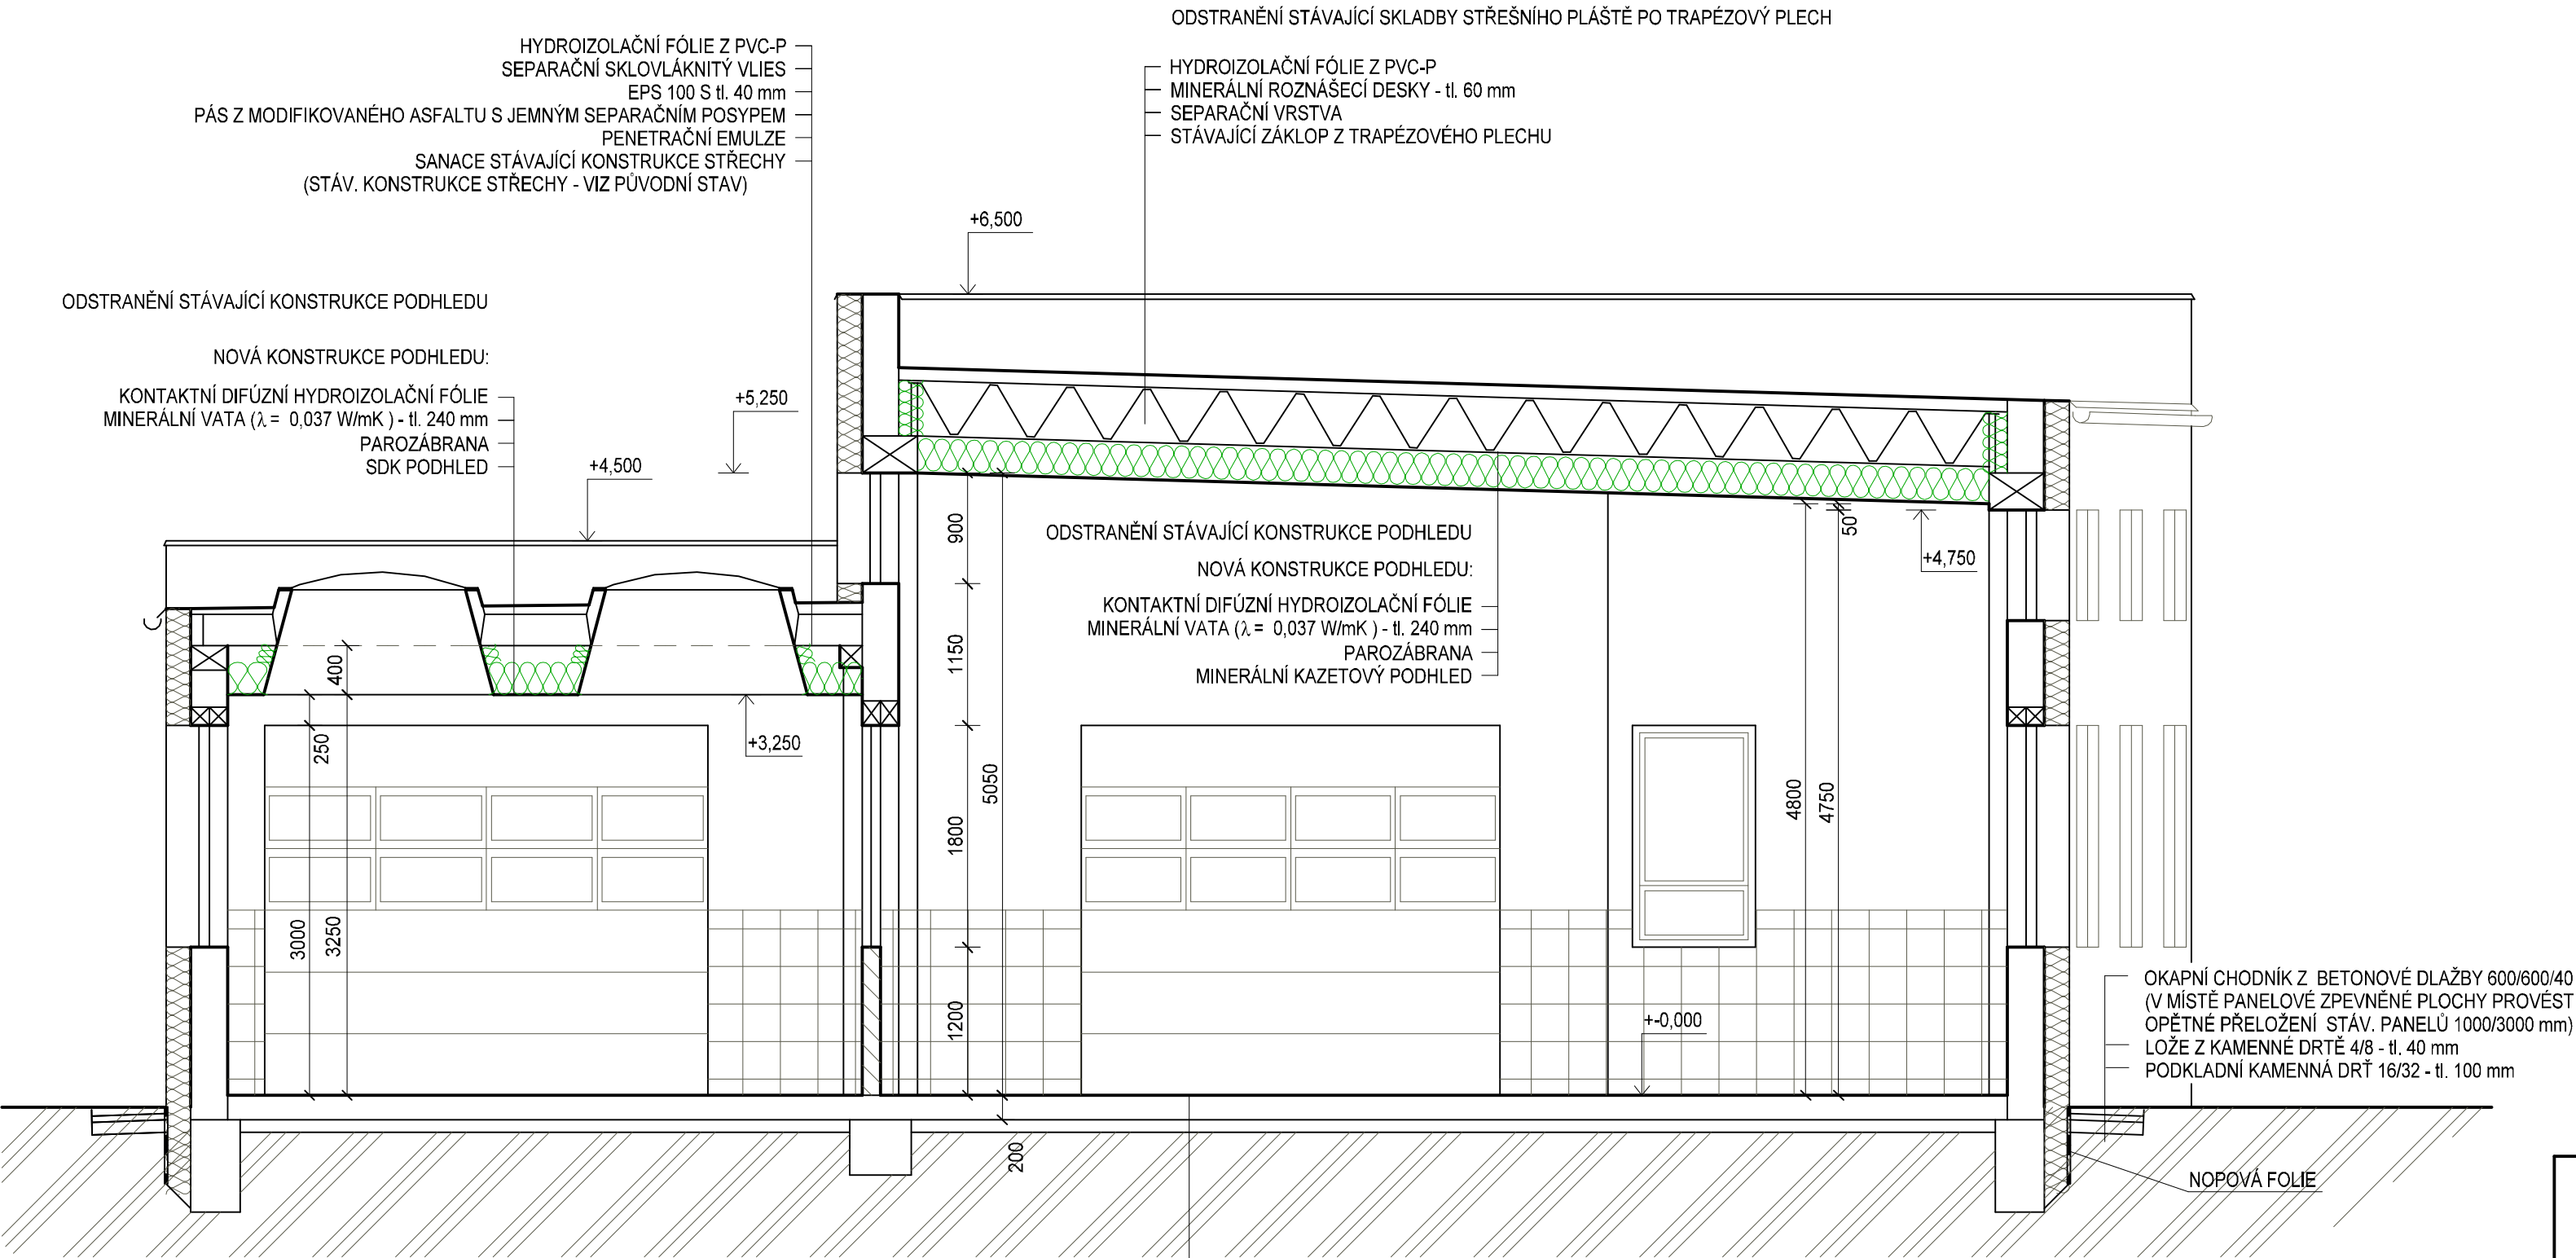 ODSTRANĚNÍ STÁVAJÍCÍ SKLADBY STŘEŠNÍHO PLÁŠTĚ PO TRAPÉZOVÝ PLECH
HYDROIZOLAČNÍ FÓLIE Z PVC-P
SEPARAČNÍ SKLOVLÁKNITÝ VLIES
EPS 100 S tl. 40 mm
PÁS Z MODIFIKOVANÉHO ASFALTU S JEMNÝM SEPARAČNÍM POSYPEM
PENETRAČNÍ EMULZE
SANACE STÁVAJÍCÍ KONSTRUKCE STŘECHY
(STÁV. KONSTRUKCE STŘECHY - VIZ PŮVODNÍ STAV)
HYDROIZOLAČNÍ FÓLIE Z PVC-P
MINERÁLNÍ ROZNÁŠECÍ DESKY - tl. 60 mm
SEPARAČNÍ VRSTVA
STÁVAJÍCÍ ZÁKLOP Z TRAPÉZOVÉHO PLECHU
+6,500
ODSTRANĚNÍ STÁVAJÍCÍ KONSTRUKCE PODHLEDU
NOVÁ KONSTRUKCE PODHLEDU:
KONTAKTNÍ DIFÚZNÍ HYDROIZOLAČNÍ FÓLIE
MINERÁLNÍ VATA (λ = 0,037 W/mK ) - tl. 240 mm
PAROZÁBRANA
SDK PODHLED
+5,250
+4,500
900
50
ODSTRANĚNÍ STÁVAJÍCÍ KONSTRUKCE PODHLEDU
NOVÁ KONSTRUKCE PODHLEDU:
KONTAKTNÍ DIFÚZNÍ HYDROIZOLAČNÍ FÓLIE
MINERÁLNÍ VATA (λ = 0,037 W/mK ) - tl. 240 mm
PAROZÁBRANA
MINERÁLNÍ KAZETOVÝ PODHLED
+4,750
400
1150
250
+3,250
5050
1800
4800
4750
3000
3250
1200
+-0,000
200
OKAPNÍ CHODNÍK Z BETONOVÉ DLAŽBY 600/600/40
(V MÍSTĚ PANELOVÉ ZPEVNĚNÉ PLOCHY PROVÉST
OPĚTNÉ PŘELOŽENÍ STÁV. PANELŮ 1000/3000 mm)
LOŽE Z KAMENNÉ DRTĚ 4/8 - tl. 40 mm
PODKLADNÍ KAMENNÁ DRŤ 16/32 - tl. 100 mm
NOPOVÁ FOLIE